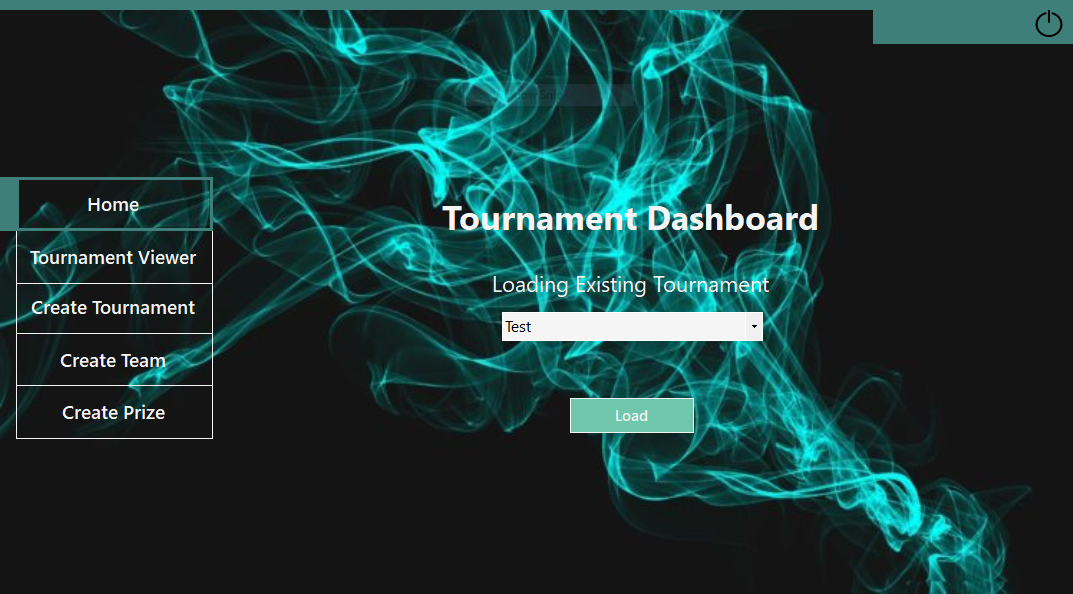 Home
Tournament Viewer
Create Tournament
Create Team
Create Prize
Tournament Dashboard
Loading Existing Tournament
Test
Load